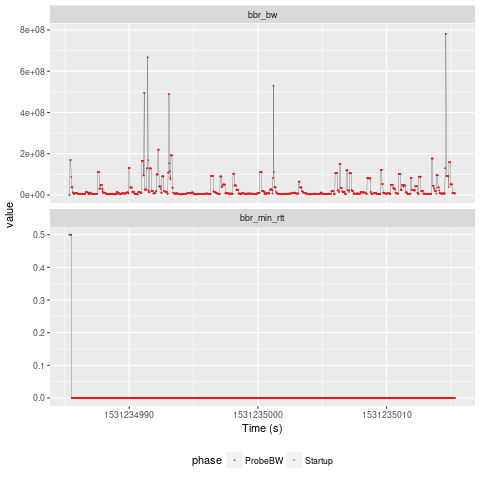 bbr_bw
8e+08
6e+08
4e+08
2e+08
0e+00
value
bbr_min_rtt
0.5
0.4
0.3
0.2
0.1
0.0
1531234990 1531235000 1531235010
Time (s)
phase ProbeBW Startup